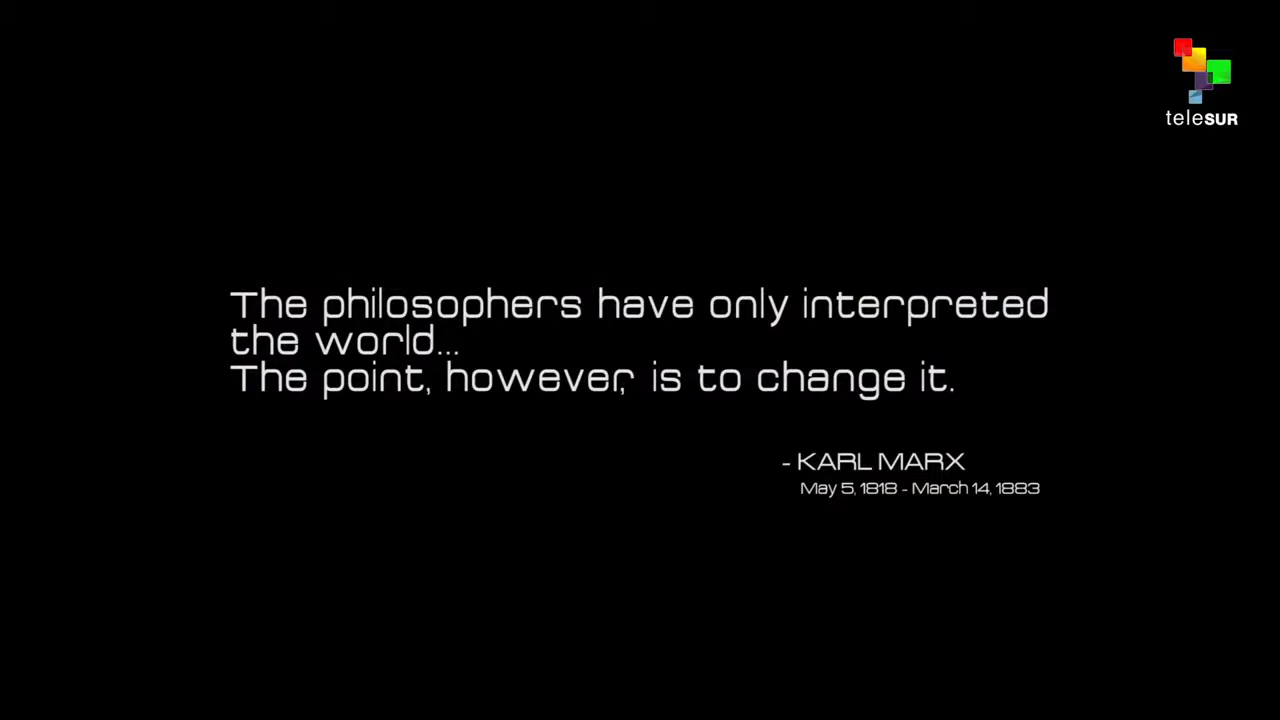 teleSUR
The philosophers have only interpreted
the world...
The point, however, is to change it.
- KARL MARX
May 5, 1818 - March 14, 1883